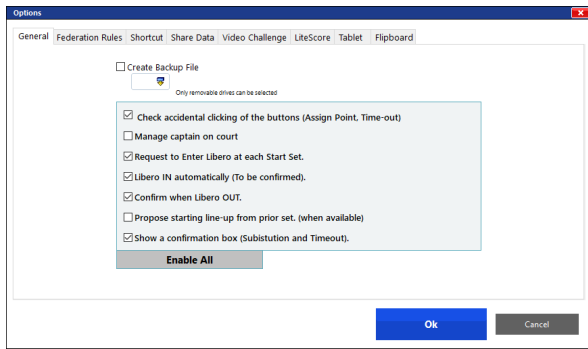 Options
General Federation Rules Shortcut Share Data Video Challenge LiteScore Tablet Flipboard
Create Backup File
Only removable drives can be selected
Check accidental clicking of the buttons (Assign Point, Time-out)
Manage captain on court
Request to Enter Libero at each Start Set.
Libero IN automatically (To be confirmed).
Confirm when Libero OUT.
Propose starting line-up from prior set. (when available)
Show a confirmation box (Subistution and Timeout).
Enable All
Ok Cancel